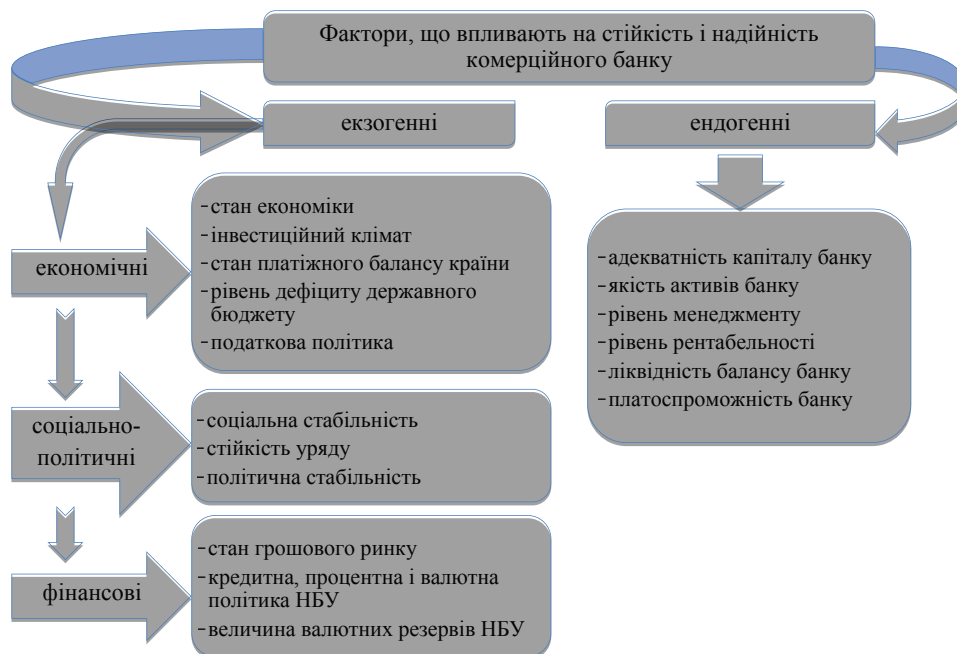 Фактори, що впливають на стійкість і надійність
комерційного банку
екзогенні
ендогенні
економічні
-стан економіки
-інвестиційний клімат
-стан платіжного балансу країни
-рівень дефіциту державного
бюджету
-податкова політика
соціально-
політичні
-соціальна стабільність
-стійкість уряду
-політична стабільність
фінансові
-стан грошового ринку
-кредитна, процентна і валютна
політика НБУ
-величина валютних резервів НБУ
-адекватність капіталу банку
-якість активів банку
-рівень менеджменту
-рівень рентабельності
-ліквідність балансу банку
-платоспроможність банку